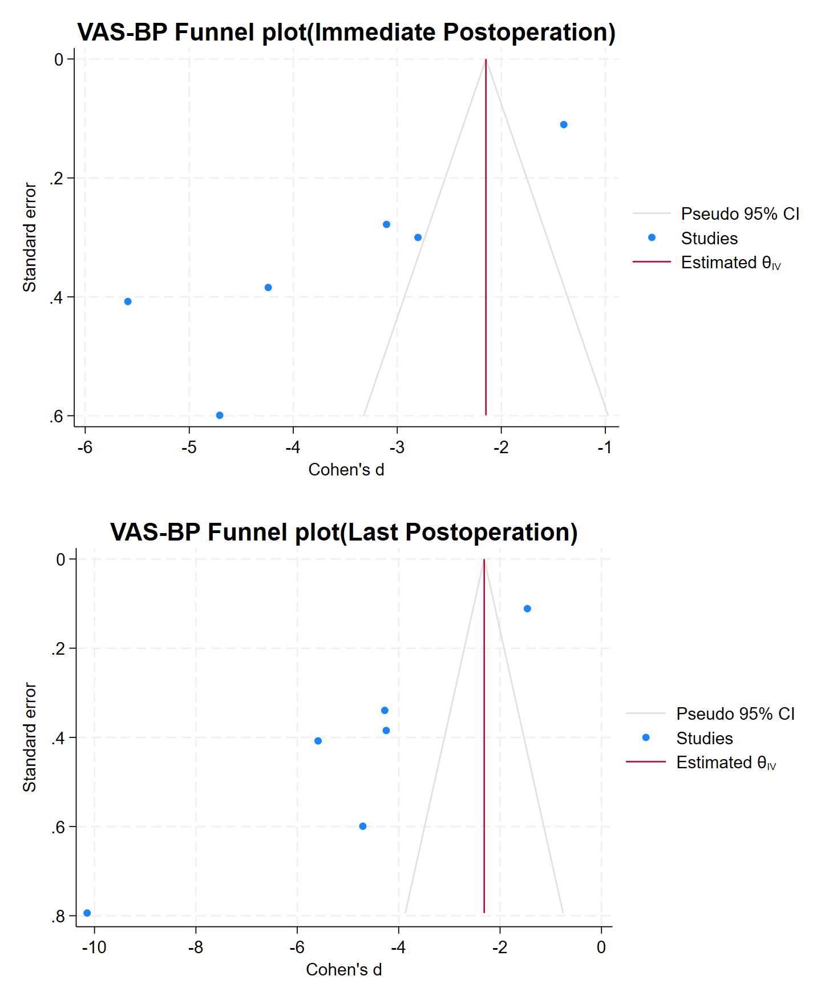 VAS-BP Funnel plot(Immediate Postoperation)
0
.2
.4
.6
Standard error
-6 -5 -4 -3 -2 -1
Cohen's d
Pseudo 95% CI
Studies
Estimated θIV
VAS-BP Funnel plot(Last Postoperation)
0
.2
.4
.6
.8
Standard error
-10 -8 -6 -4 -2 0
Cohen's d
Pseudo 95% CI
Studies
Estimated θIV